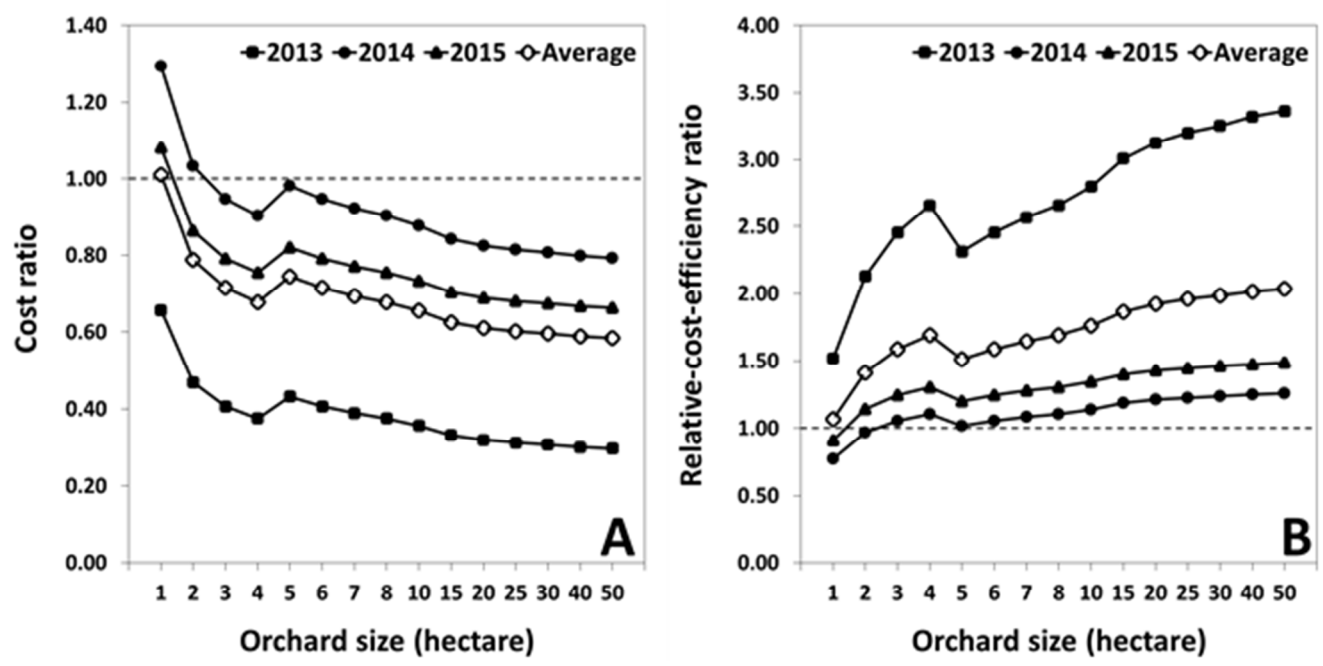 1.40
1.20
1.00
0.80
0.60
0.40
0.20
0.00
Cost ratio
2013 2014 2015 Average
A
1 2 3 4 5 6 7 8 10 15 20 25 30 40 50
Orchard size (hectare)
4.00
3.50
3.00
2.50
2.00
1.50
1.00
0.50
0.00
Relative-cost-efficiency ratio
2013 2014 2015 Average
B
1 2 3 4 5 6 7 8 10 15 20 25 30 40 50
Orchard size (hectare)